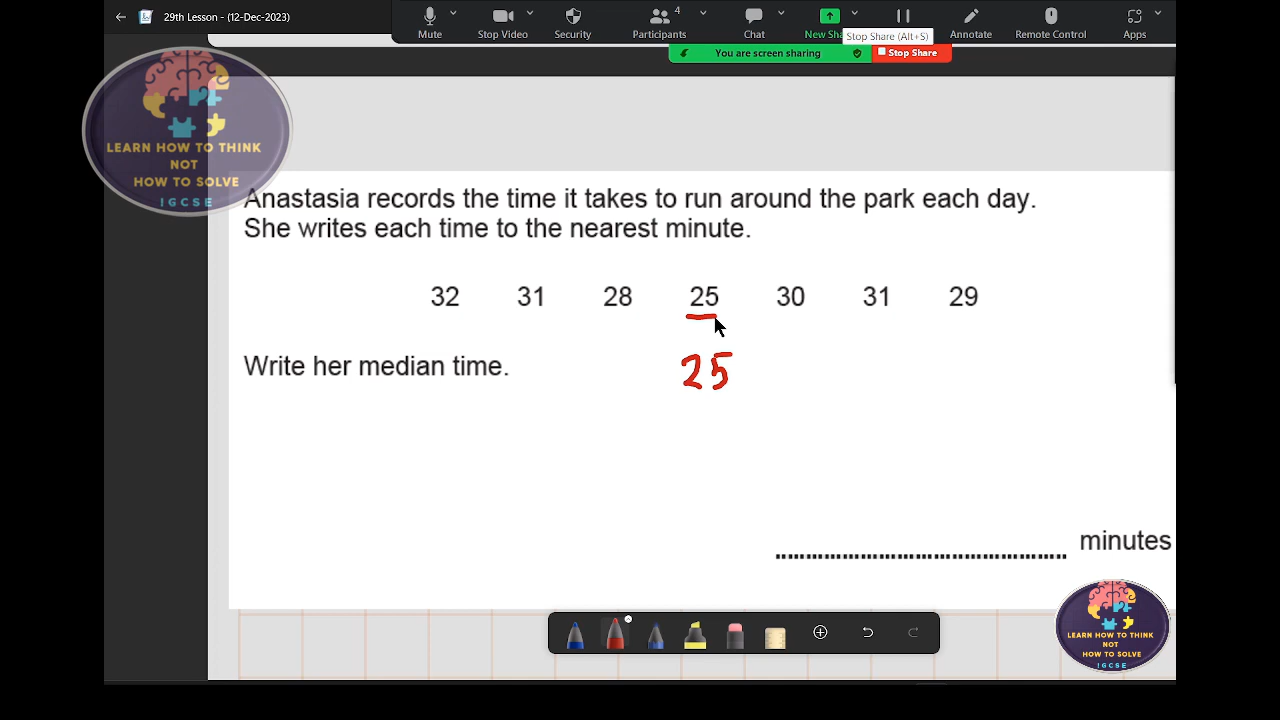 29th Lesson - (12-Dec-2023)
Mute
Stop Video
Security
4
Participants
Chat
New Sha
Stop Share (Alt+S)
Annotate
Remote Control
Apps
You are screen sharing
Stop Share
LEARN HOW TO THINK
NOT
HOW TO SOLVE
IGCSE
Anastasia records the time it takes to run around the park each day.
She writes each time to the nearest minute.
32 31 28 25 30 31 29
Write her median time.
25
minutes
LEARN HOW TO THINK
NOT
HOW TO SOLVE
IGCSE